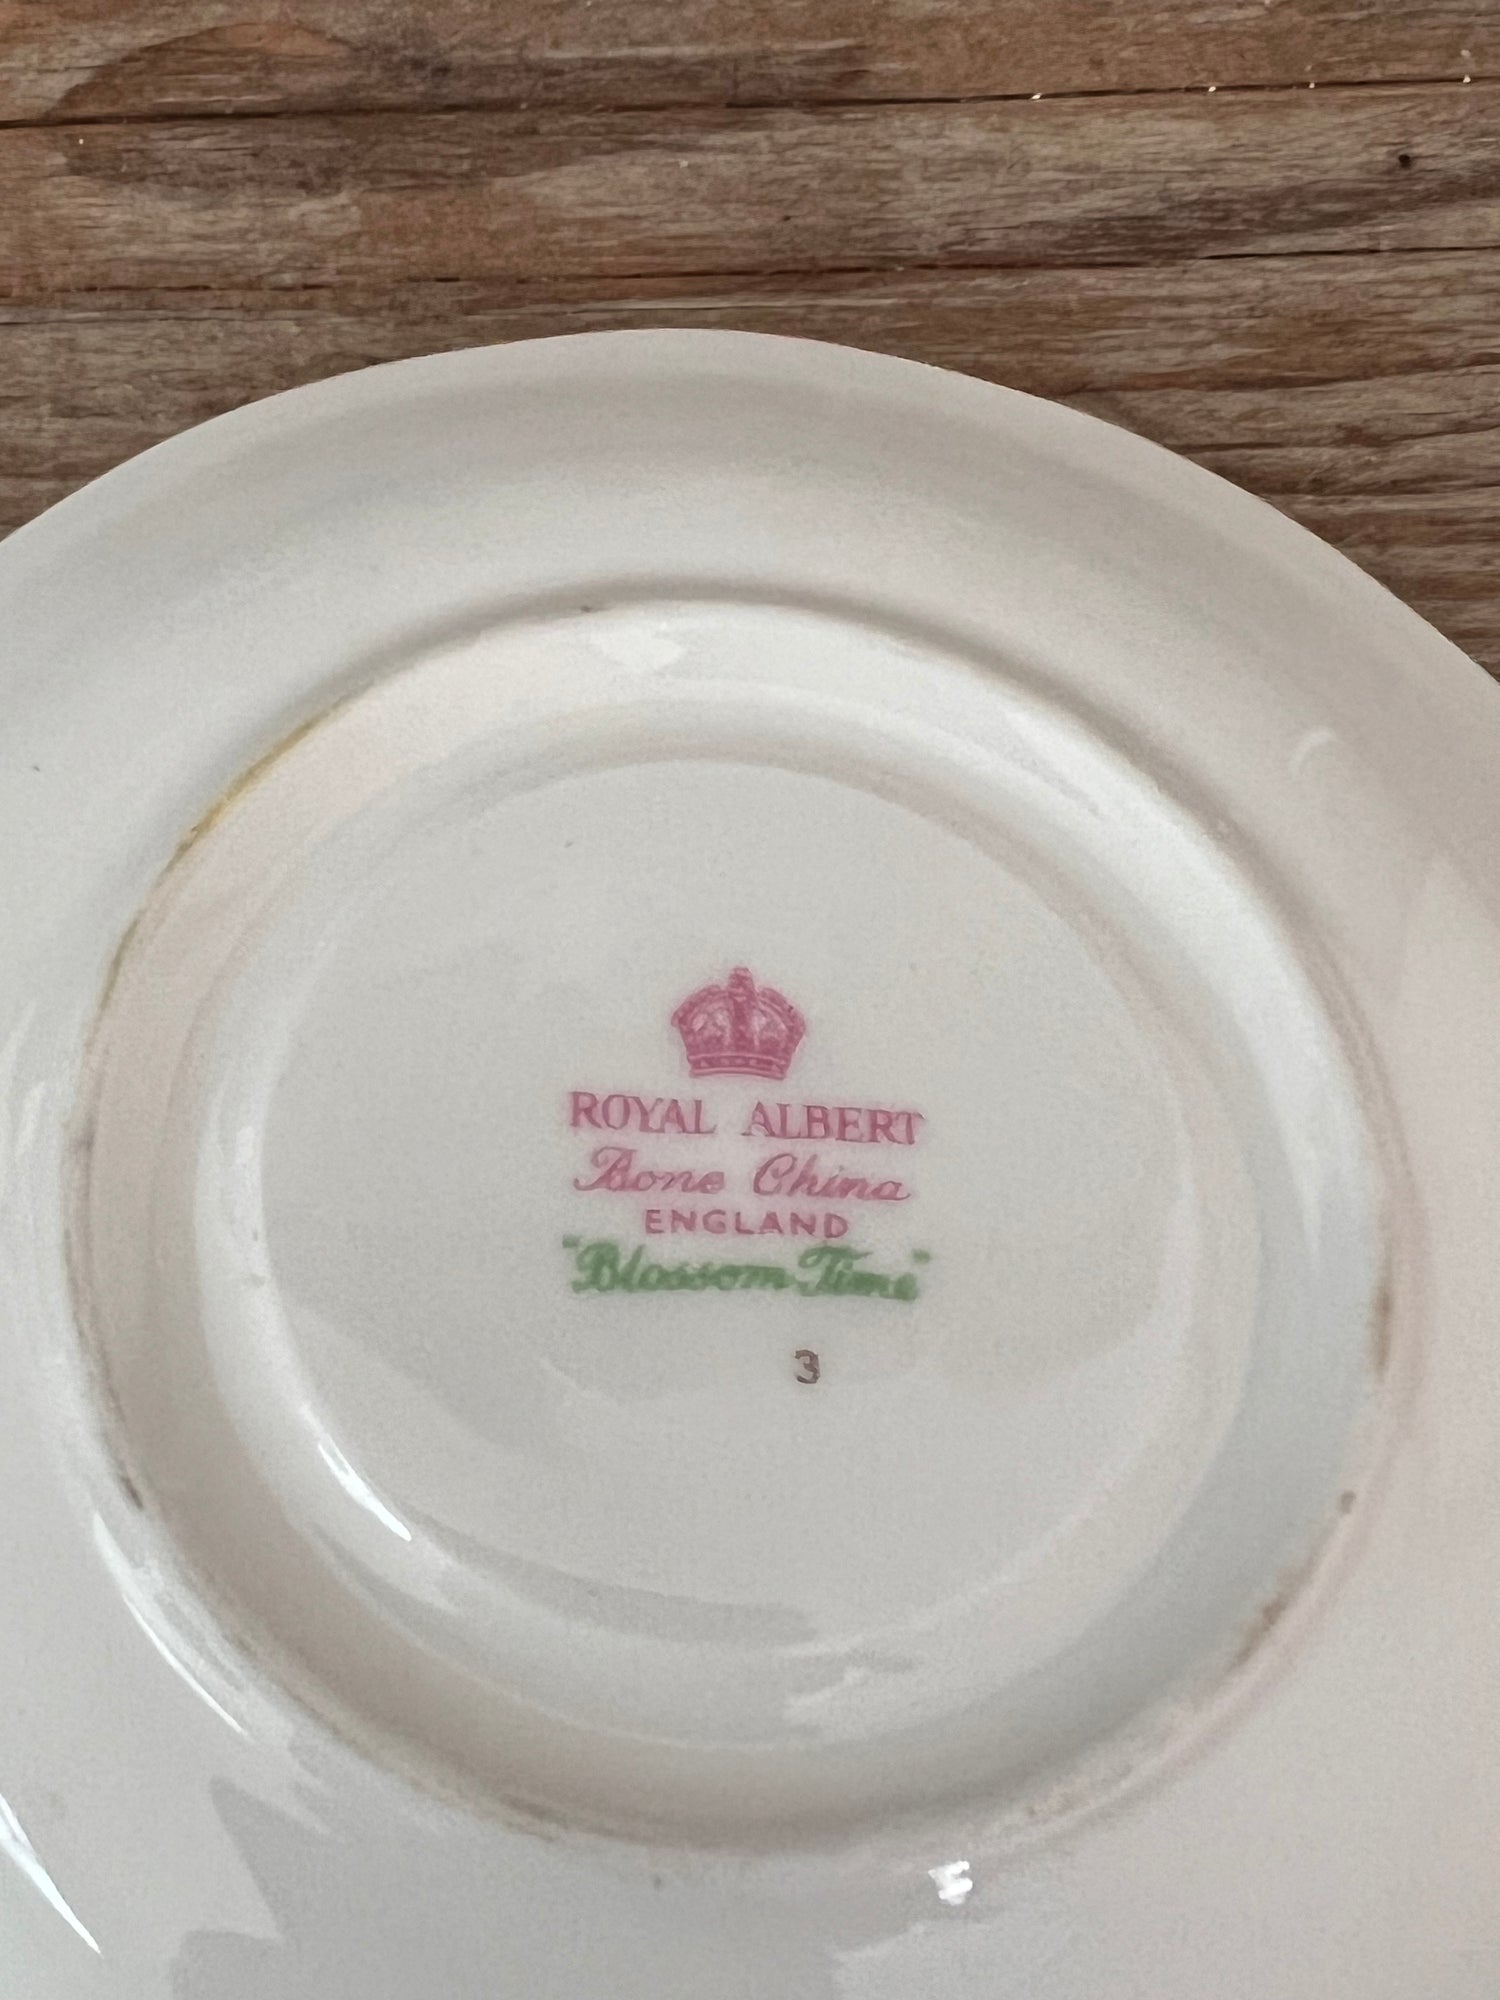 ROYAL ALBERT
Bone China
ENGLAND
"Blossom Time"
3